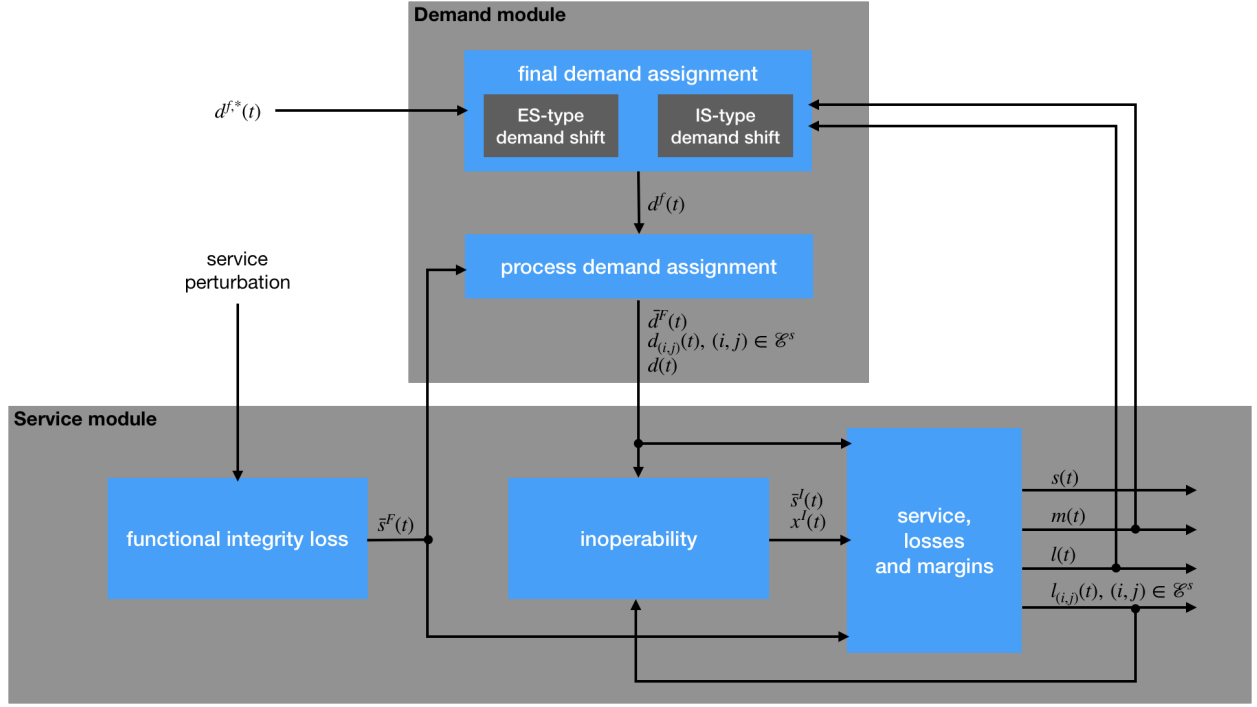 Demand module
final demand assignment
ES-type
demand shift
IS-type
demand shift
d^{f,*}(t)
d^f(t)
process demand assignment
service
perturbation
d̄^F(t)
d_{(i,j)}(t), (i, j) ∈ ℰ^s
d(t)
Service module
functional integrity loss
s̄^F(t)
inoperability
s̄^I(t)
x^I(t)
service,
losses
and margins
s(t)
m(t)
l(t)
l_{(i,j)}(t), (i, j) ∈ ℰ^s